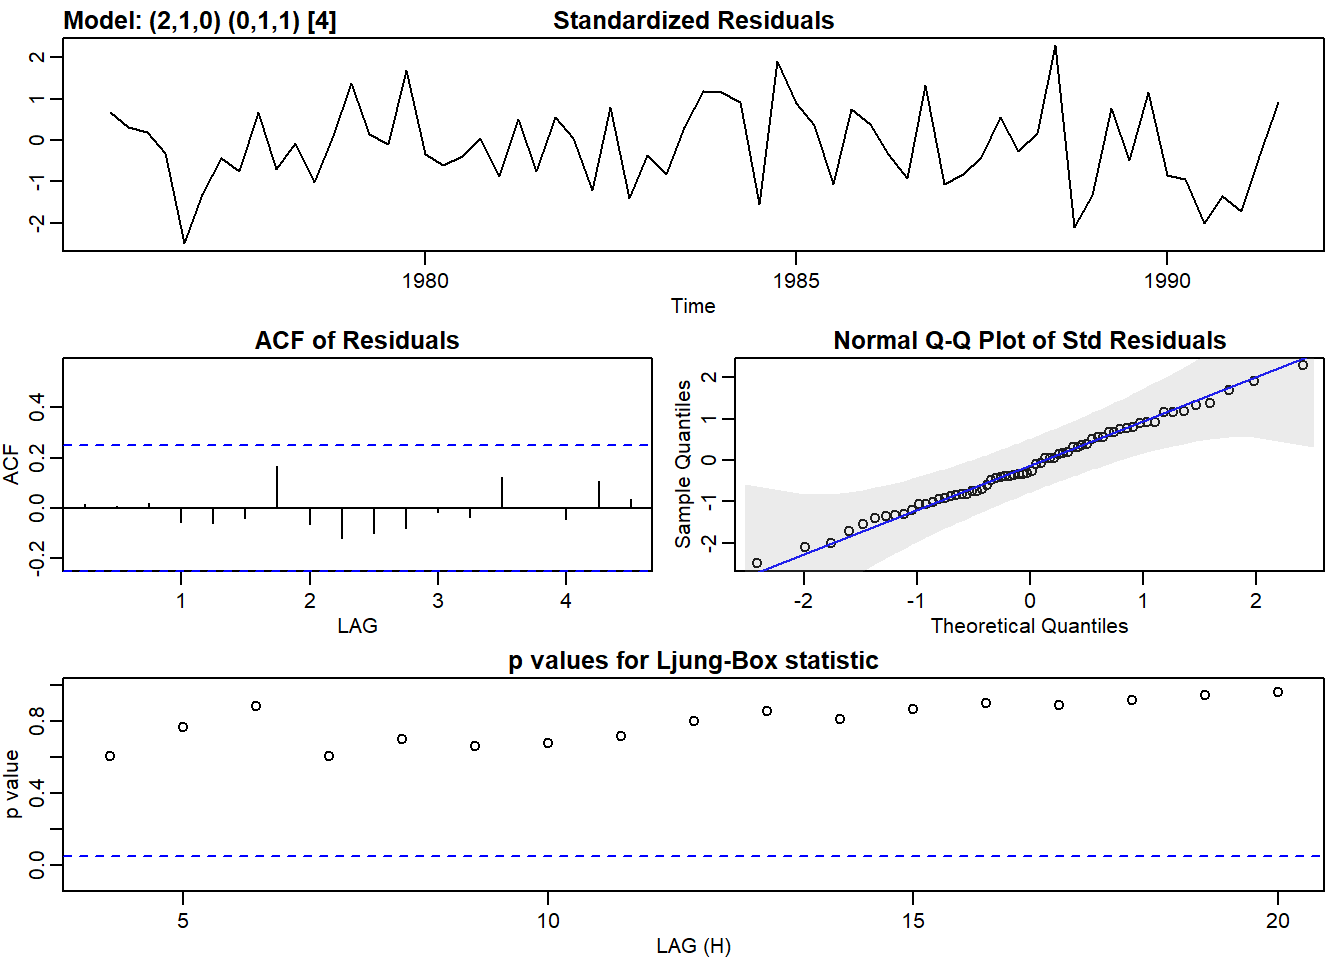 Model: (2,1,0) (0,1,1) [4] Standardized Residuals
2
1
0
-1
-2
1980 1985 1990
Time
ACF of Residuals
ACF
0.4
0.2
0.0
-0.2
1 2 3 4
LAG
Normal Q-Q Plot of Std Residuals
Sample Quantiles
2
1
0
-1
-2
-2 -1 0 1 2
Theoretical Quantiles
p values for Ljung-Box statistic
p value
0.8
0.4
0.0
5 10 15 20
LAG (H)